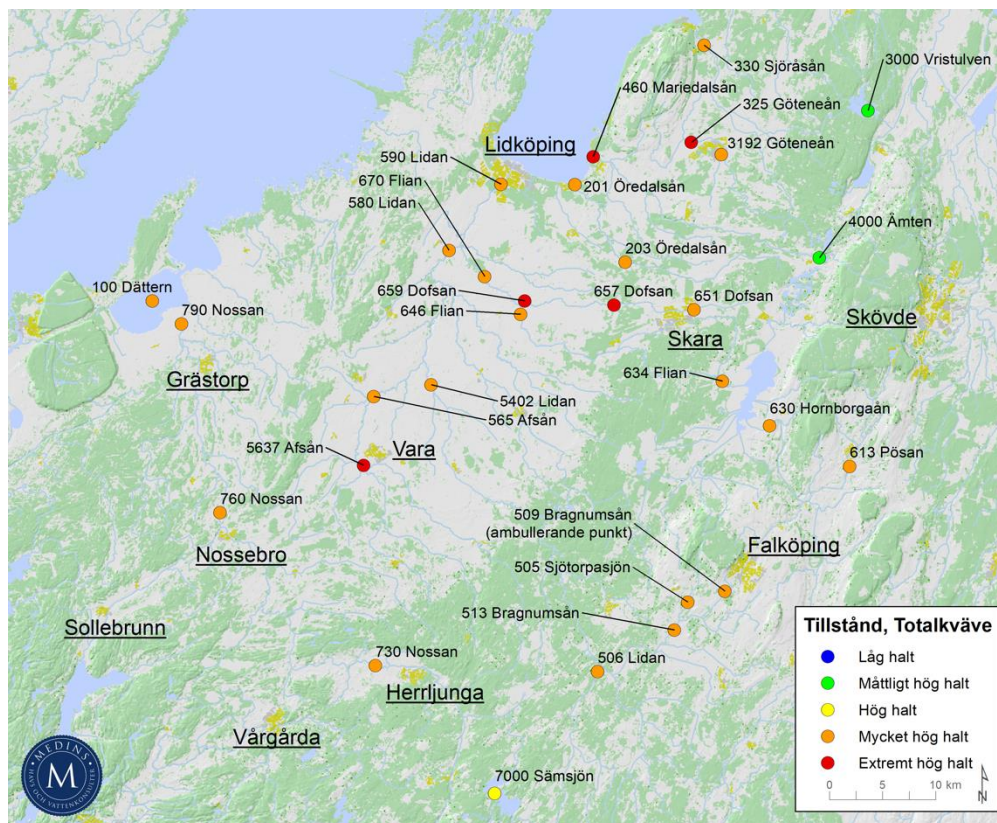 330 Sjöråsån
3000 Vristulven
460 Mariedalsån
325 Göteneån
Lidköping
3192 Göteneån
590 Lidan
670 Flian
201 Öredalsån
580 Lidan
4000 Ämten
203 Öredalsån
100 Dättern
659 Dofsan
657 Dofsan
651 Dofsan
790 Nossan
646 Flian
Skara
Skövde
Grästorp
634 Flian
5402 Lidan
565 Afsån
630 Hornborgaån
5637 Afsån
Vara
613 Pösan
760 Nossan
509 Bragnumsån
(ambullerande punkt)
Nossebro
Falköping
505 Sjötorpasjön
513 Bragnumsån
Sollebrunn
730 Nossan
506 Lidan
Herrljunga
Vårgårda
7000 Sämsjön
Tillstånd, Totalkväve
Låg halt
Måttligt hög halt
Hög halt
Mycket hög halt
Extremt hög halt
0 5 10 km
N
MEDINS
M
HAVS OCH VATTENKONSULTER